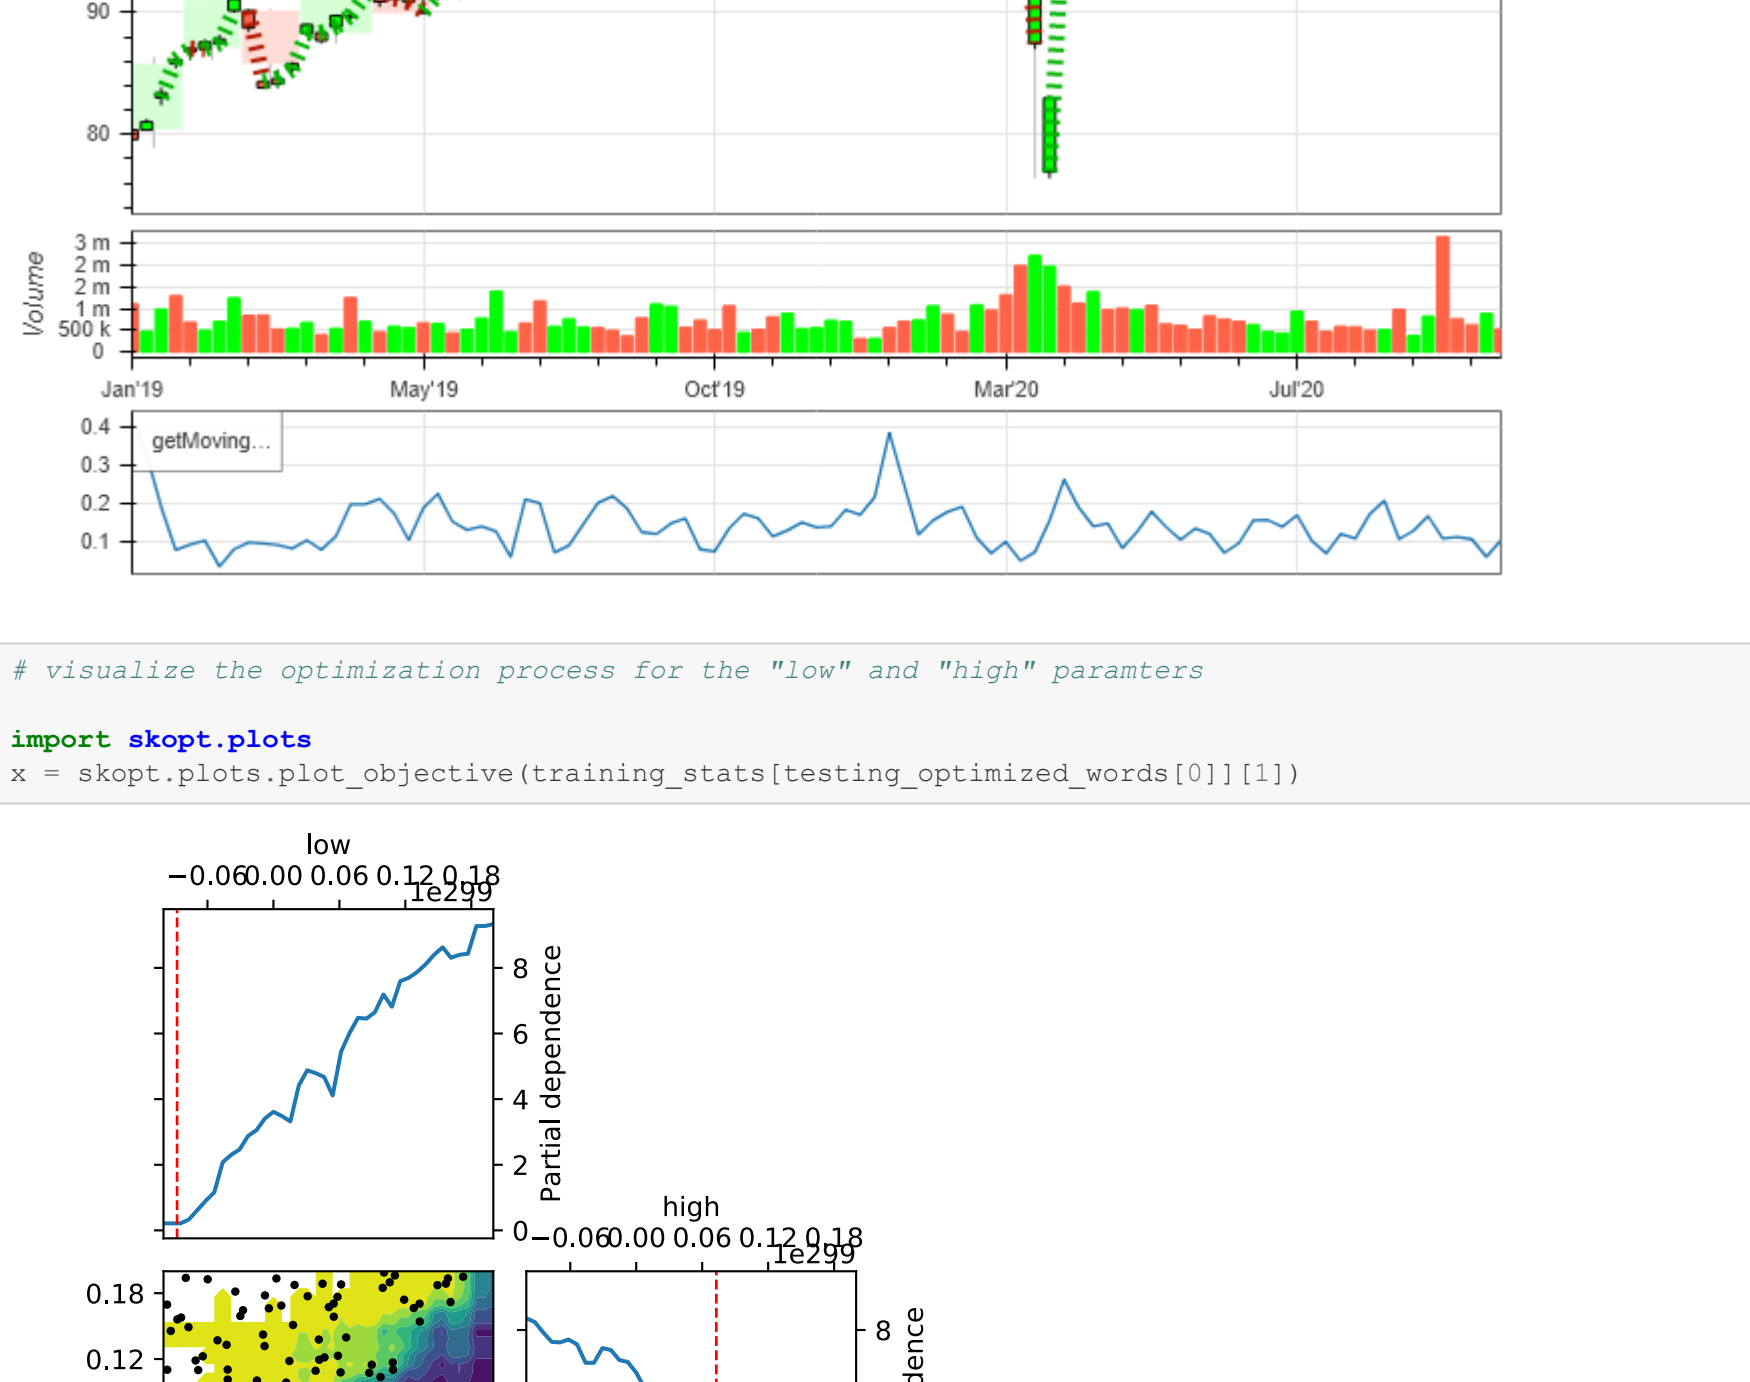 90
80
Volume
3 m
2 m
2 m
1 m
500 k
0
Jan'19 May'19 Oct'19 Mar'20 Jul'20
getMoving...
0.4
0.3
0.2
0.1
# visualize the optimization process for the "low" and "high" paramters
import skopt.plots
x = skopt.plots.plot_objective(training_stats[testing_optimized_words[0]][1])
low
−0.06 0.00 0.06 0.12 0.18
1e299
8
6
4
2
0
Partial dependence
high
−0.06 0.00 0.06 0.12 0.18
1e299
0.18
0.12
8
dence